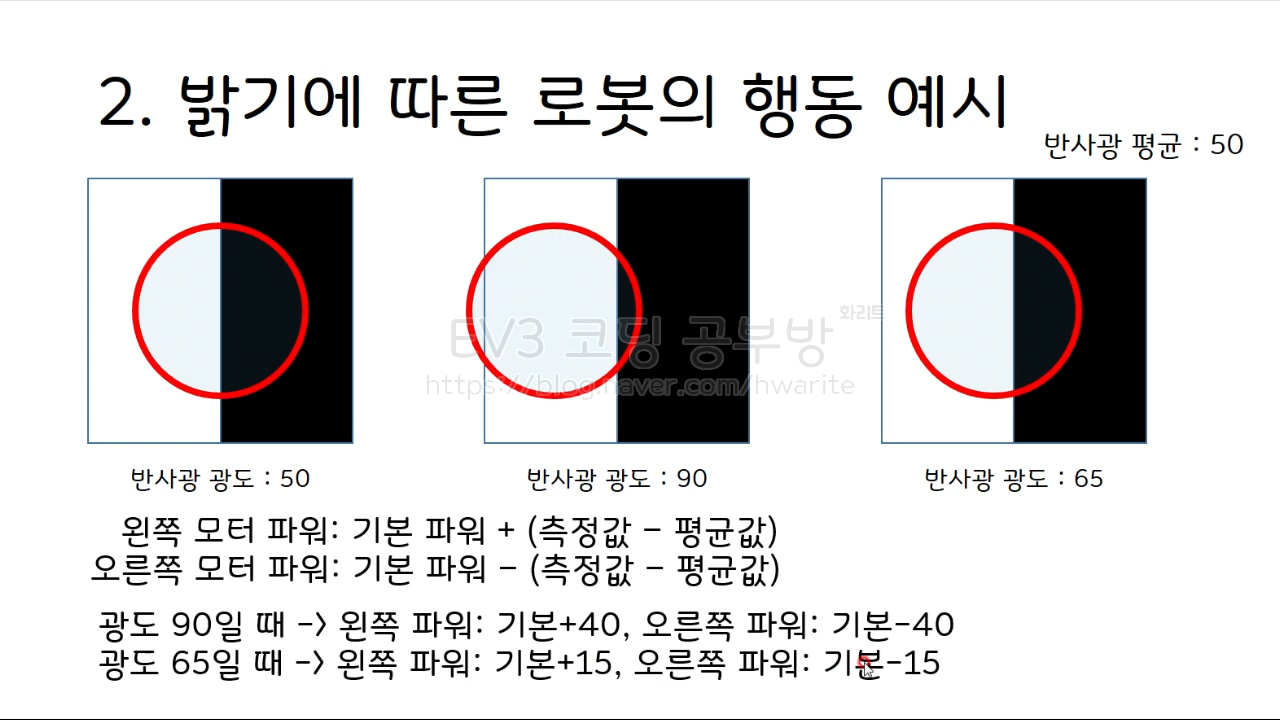 2. 밝기에 따른 로봇의 행동 예시
반사광 평균 : 50
화리트
EV3 코딩 공부방
https://blog.naver.com/hwarite
반사광 광도 : 50
반사광 광도 : 90
반사광 광도 : 65
왼쪽 모터 파워: 기본 파워 + (측정값 - 평균값)
오른쪽 모터 파워: 기본 파워 - (측정값 - 평균값)
광도 90일 때 -> 왼쪽 파워: 기본+40, 오른쪽 파워: 기본-40
광도 65일 때 -> 왼쪽 파워: 기본+15, 오른쪽 파워: 기본-15